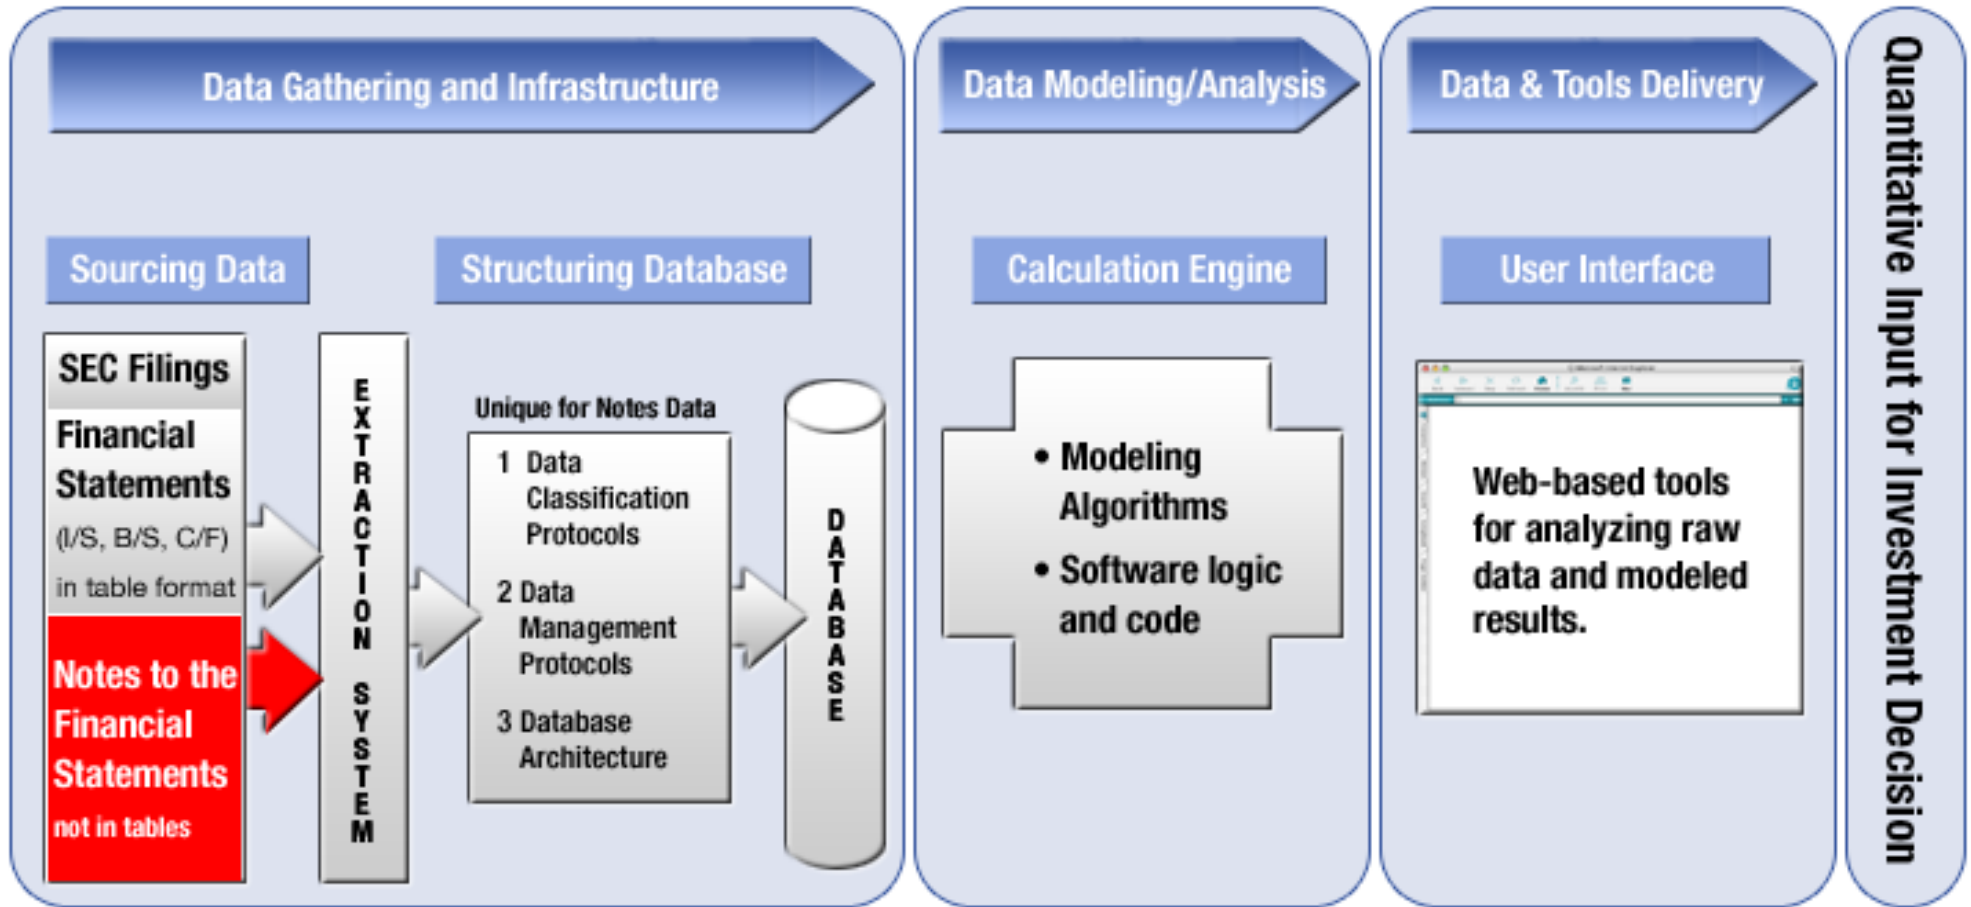 Data Gathering and Infrastructure
Sourcing Data
Structuring Database
SEC Filings
Financial
Statements
(I/S, B/S, C/F)
in table format
Notes to the
Financial
Statements
not in tables
EXTRACTION SYSTEM
Unique for Notes Data
1 Data
Classification
Protocols
2 Data
Management
Protocols
3 Database
Architecture
DATABASE
Data Modeling/Analysis
Calculation Engine
• Modeling
Algorithms
• Software logic
and code
Data & Tools Delivery
User Interface
Web-based tools
for analyzing raw
data and modeled
results.
Quantitative Input for Investment Decision